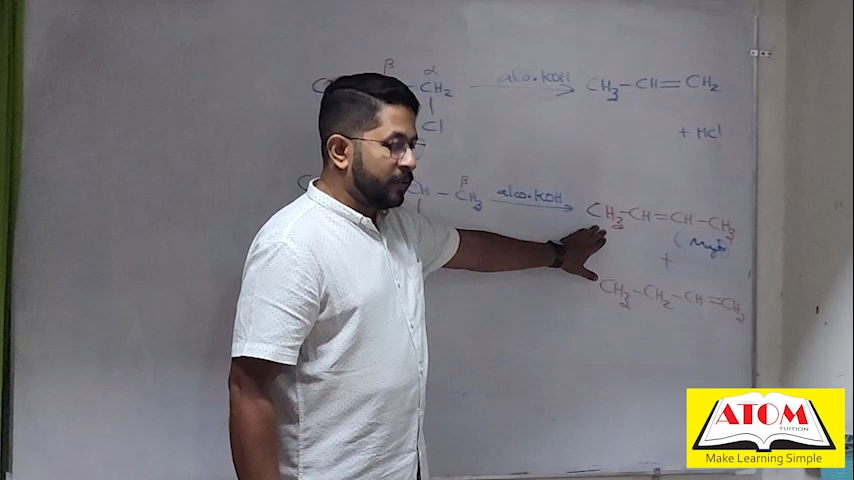 β α
CH₂ alco. KOH CH₃—CH=CH₂
Cl + HCl
β
CH—CH₃ alco. KOH CH₃—CH=CH—CH₃
+
CH₃—CH₂—CH=CH₂
ATOM
TUITION
Make Learning Simple